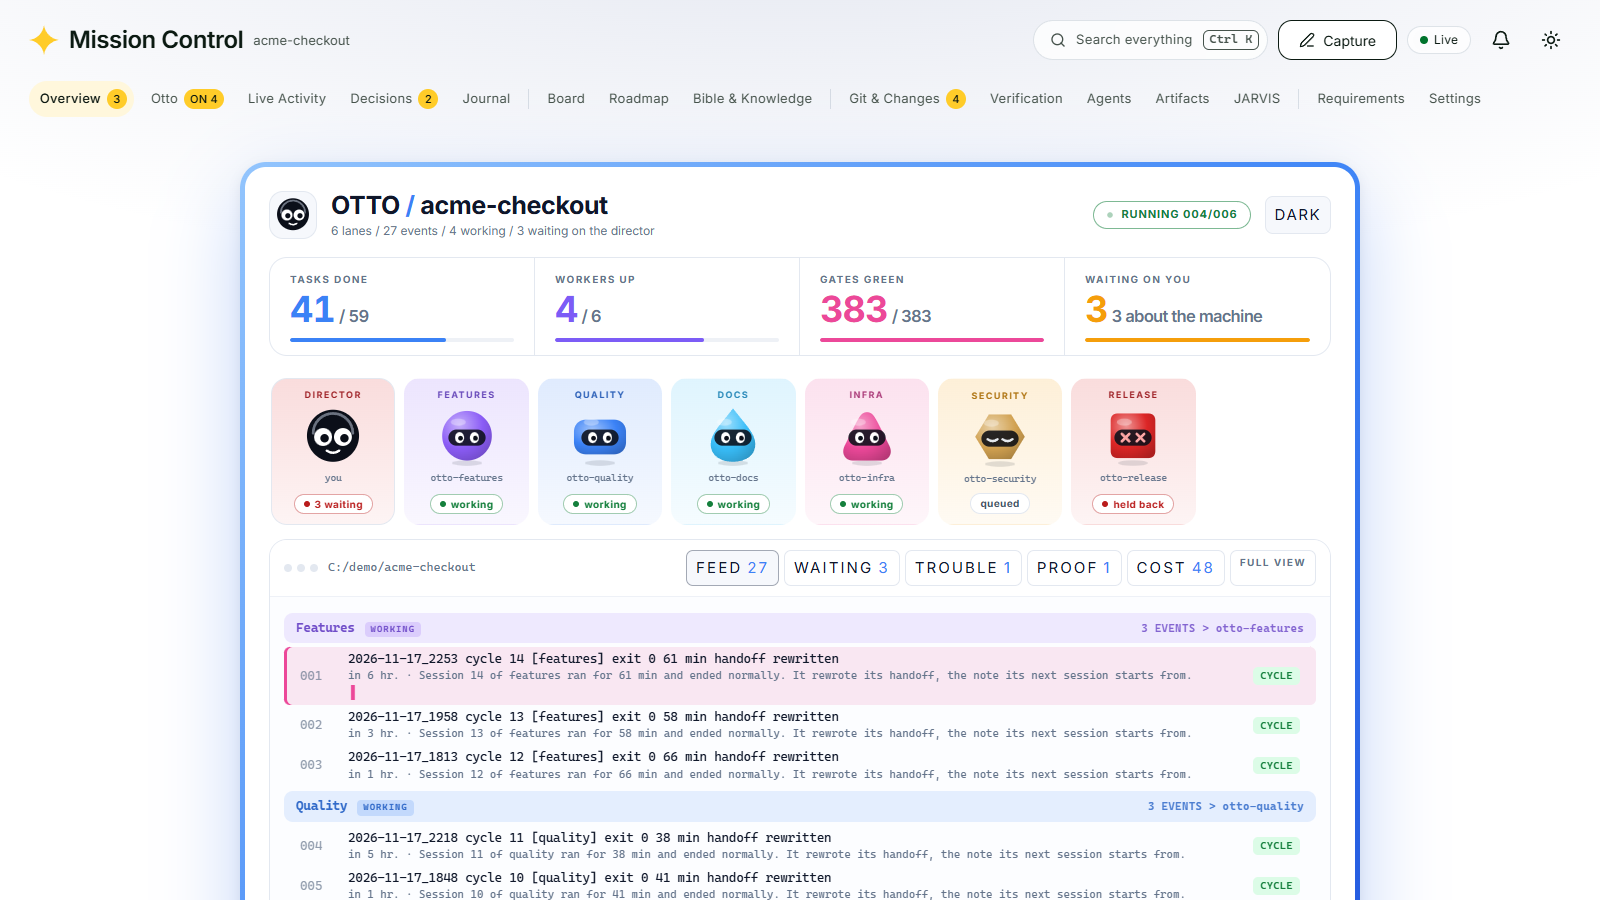 Mission Control acme-checkout
Search everything Ctrl K
Capture
Live
Overview 3
Otto ON 4
Live Activity
Decisions 2
Journal
Board
Roadmap
Bible & Knowledge
Git & Changes 4
Verification
Agents
Artifacts
JARVIS
Requirements
Settings
OTTO / acme-checkout
6 lanes / 27 events / 4 working / 3 waiting on the director
RUNNING 004/006
DARK
TASKS DONE
41 / 59
WORKERS UP
4 / 6
GATES GREEN
383 / 383
WAITING ON YOU
3 3 about the machine
DIRECTOR
you
3 waiting
FEATURES
otto-features
working
QUALITY
otto-quality
working
DOCS
otto-docs
working
INFRA
otto-infra
working
SECURITY
otto-security
queued
RELEASE
otto-release
held back
C:/demo/acme-checkout
FEED 27
WAITING 3
TROUBLE 1
PROOF 1
COST 48
FULL VIEW
Features WORKING
3 EVENTS > otto-features
001
2026-11-17_2253 cycle 14 [features] exit 0 61 min handoff rewritten
in 6 hr. · Session 14 of features ran for 61 min and ended normally. It rewrote its handoff, the note its next session starts from.
CYCLE
002
2026-11-17_1958 cycle 13 [features] exit 0 58 min handoff rewritten
in 3 hr. · Session 13 of features ran for 58 min and ended normally. It rewrote its handoff, the note its next session starts from.
CYCLE
003
2026-11-17_1813 cycle 12 [features] exit 0 66 min handoff rewritten
in 1 hr. · Session 12 of features ran for 66 min and ended normally. It rewrote its handoff, the note its next session starts from.
CYCLE
Quality WORKING
3 EVENTS > otto-quality
004
2026-11-17_2218 cycle 11 [quality] exit 0 38 min handoff rewritten
in 5 hr. · Session 11 of quality ran for 38 min and ended normally. It rewrote its handoff, the note its next session starts from.
CYCLE
005
2026-11-17_1848 cycle 10 [quality] exit 0 41 min handoff rewritten
in 1 hr. · Session 10 of quality ran for 41 min and ended normally. It rewrote its handoff, the note its next session starts from.
CYCLE